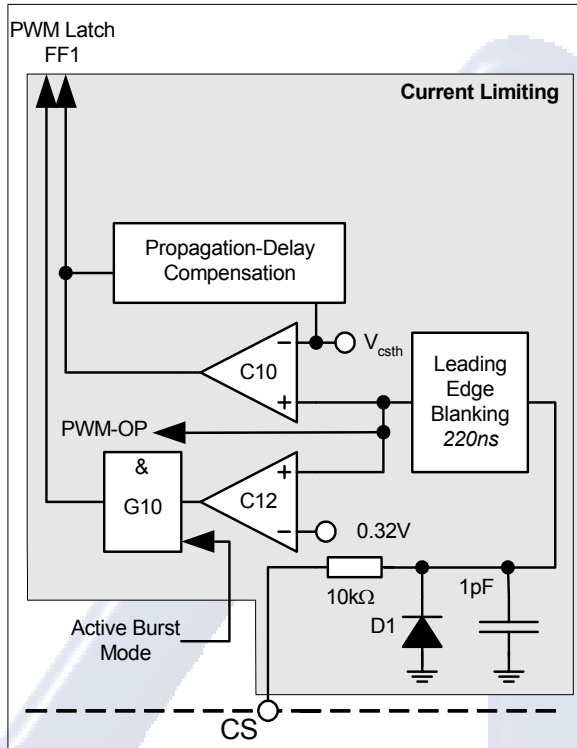 PWM Latch
FF1
Current Limiting
Propagation-Delay
Compensation
Vcsth
C10
Leading
Edge
Blanking
220ns
PWM-OP
&
G10
C12
0.32V
10kΩ
1pF
D1
Active Burst
Mode
CS